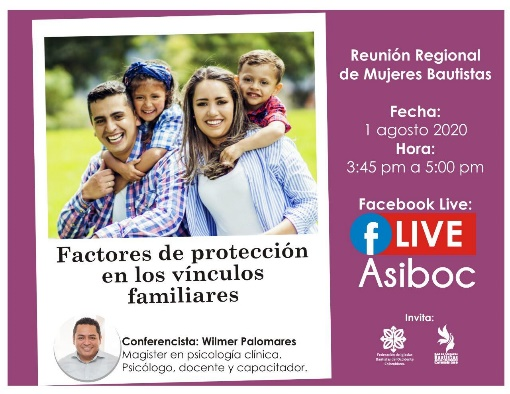 Reunión Regional
de Mujeres Bautistas
Fecha:
1 agosto 2020
Hora:
3:45 pm a 5:00 pm
Facebook Live:
f LIVE
Asiboc
Invita:
Factores de protección
en los vínculos
familiares
Conferencista: Wilmer Palomares
Magister en psicología clínica.
Psicólogo, docente y capacitador.